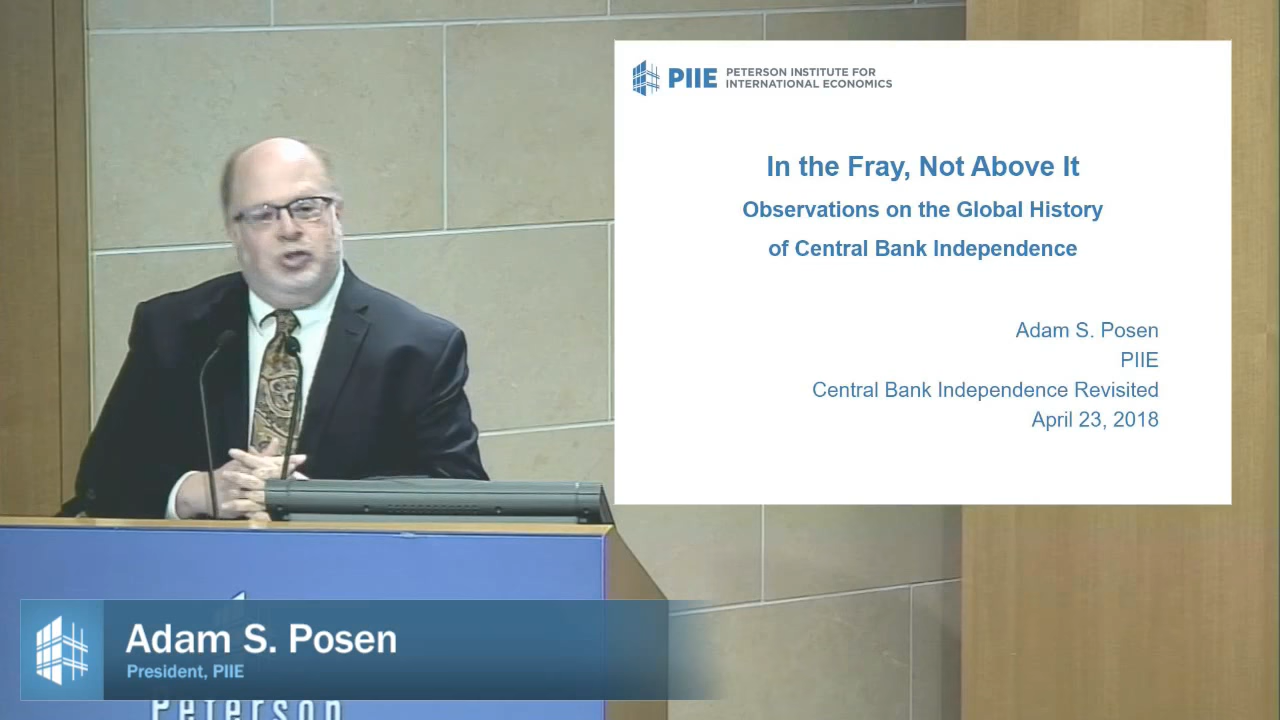 PIIE
PETERSON INSTITUTE FOR
INTERNATIONAL ECONOMICS
In the Fray, Not Above It
Observations on the Global History
of Central Bank Independence
Adam S. Posen
PIIE
Central Bank Independence Revisited
April 23, 2018
Adam S. Posen
President, PIIE
Peterson